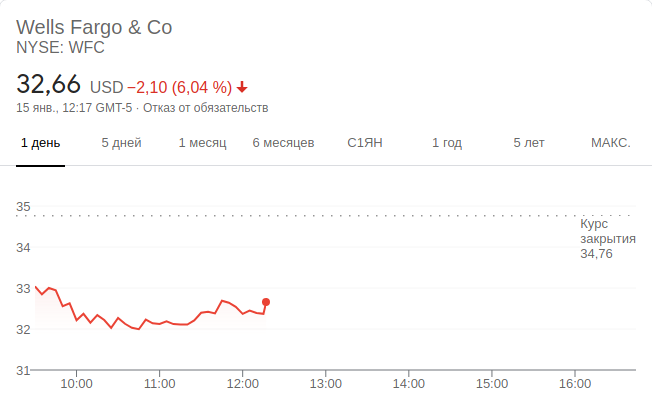 Wells Fargo & Co
NYSE: WFC
32,66 USD −2,10 (6,04 %)
15 янв., 12:17 GMT-5 · Отказ от обязательств
1 день 5 дней 1 месяц 6 месяцев С1ЯН 1 год 5 лет МАКС.
35
Курс
закрытия
34,76
34
33
32
31
10:00 11:00 12:00 13:00 14:00 15:00 16:00